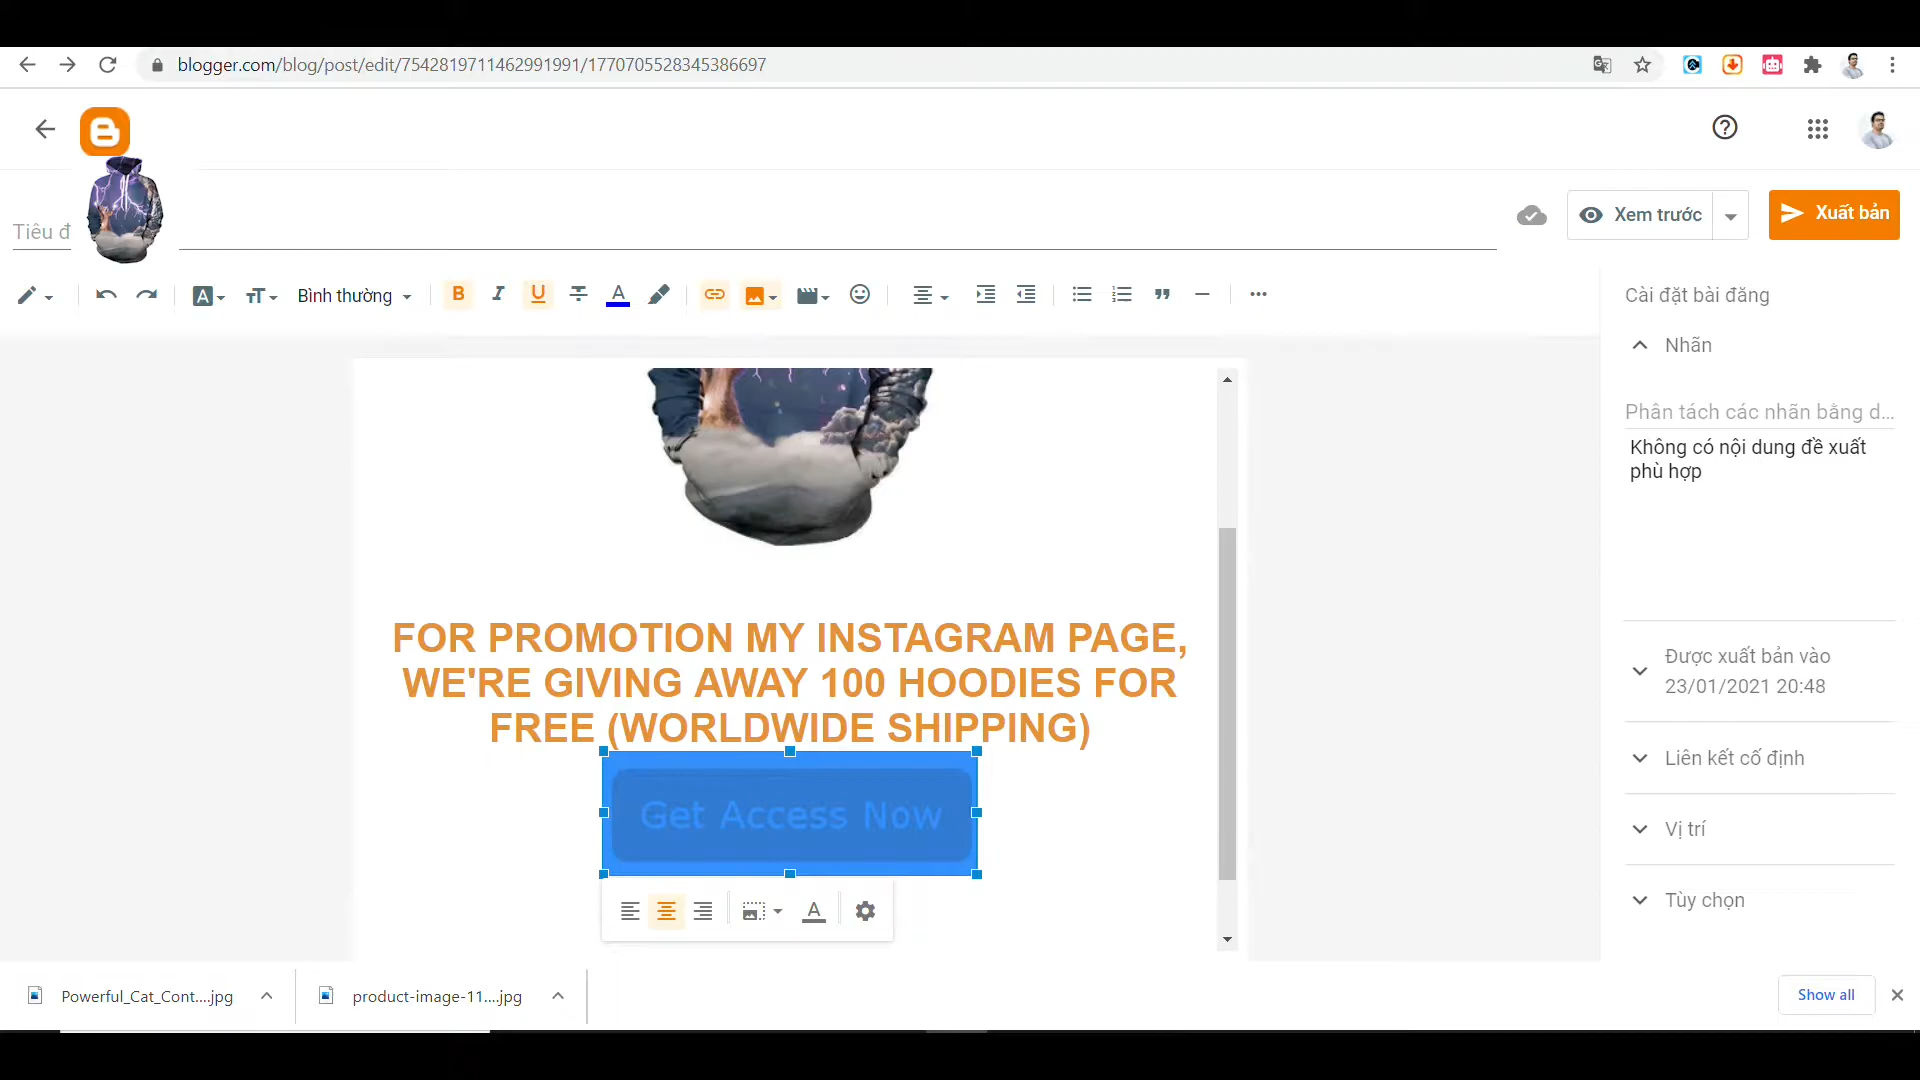 blogger.com/blog/post/edit/7542819711462991991/1770705528345386697
Tiêu đ
Xem trước
Xuất bản
Bình thường
Cài đặt bài đăng
Nhãn
Phân tách các nhãn bằng d...
Không có nội dung đề xuất
phù hợp
FOR PROMOTION MY INSTAGRAM PAGE,
WE'RE GIVING AWAY 100 HOODIES FOR
FREE (WORLDWIDE SHIPPING)
Get Access Now
Được xuất bản vào
23/01/2021 20:48
Liên kết cố định
Vị trí
Tùy chọn
Powerful_Cat_Cont....jpg
product-image-11....jpg
Show all